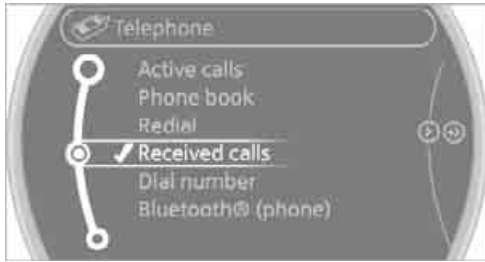 Telephone
Active calls
Phone book
Redial
Received calls
Dial number
Bluetooth® (phone)